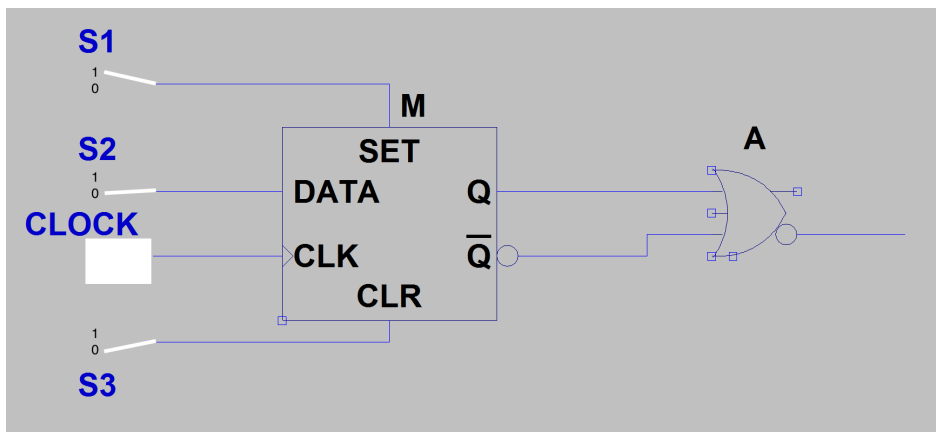 S1
1
0
M
SET
A
S2
1
0
DATA
Q
CLOCK
CLK
Q̅
CLR
1
0
S3